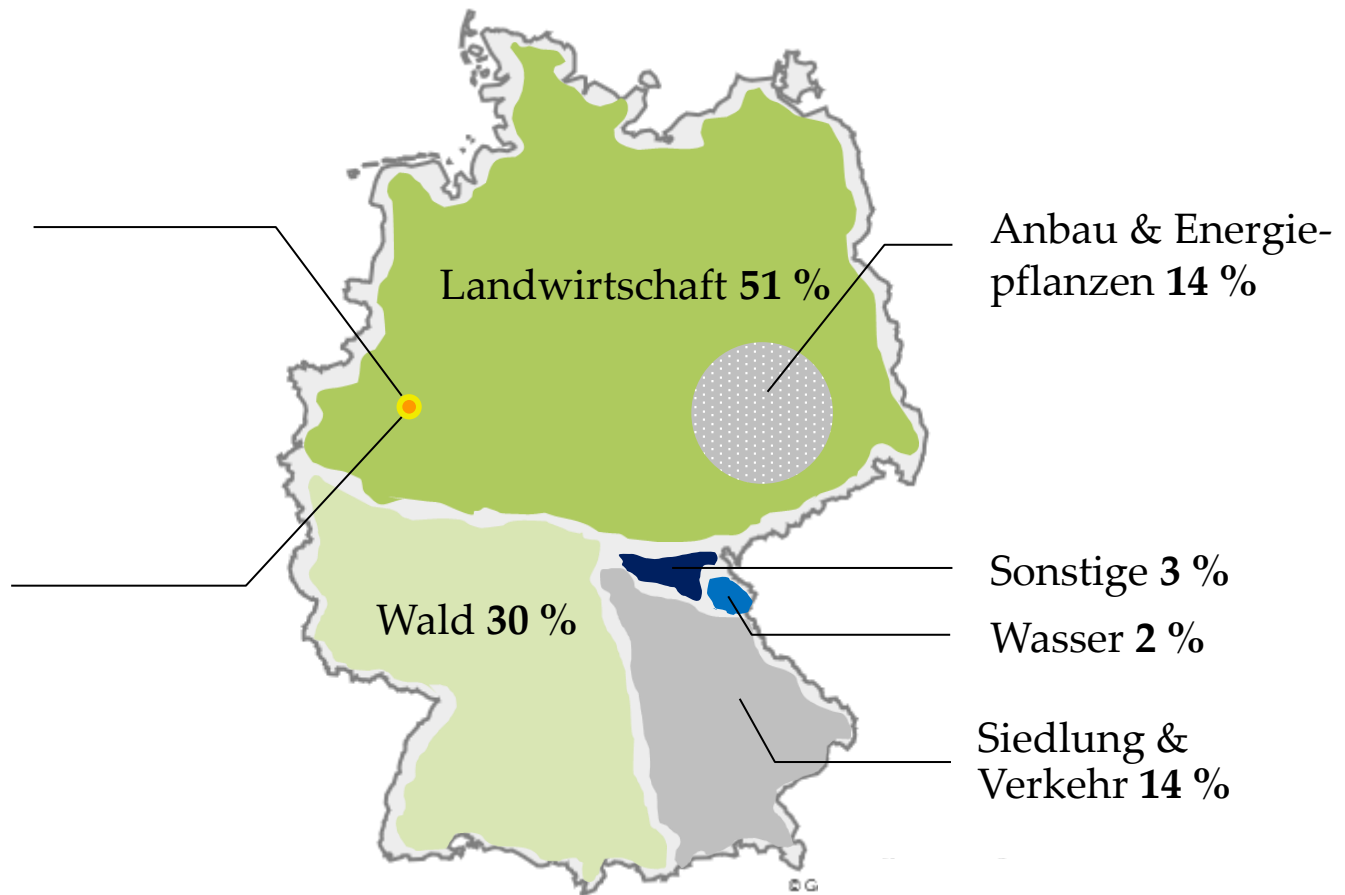 Anbau & Energie-
pflanzen 14 %
Landwirtschaft 51 %
Sonstige 3 %
Wald 30 %
Wasser 2 %
Siedlung &
Verkehr 14 %
©